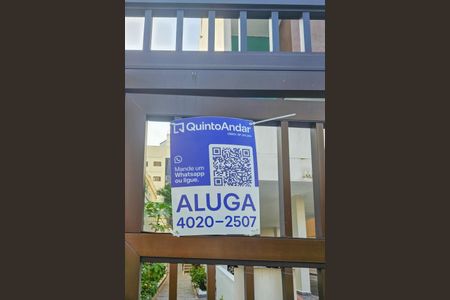 QuintoAndar
Mande um
Whatsapp
ou ligue.
ALUGA
4020-2507